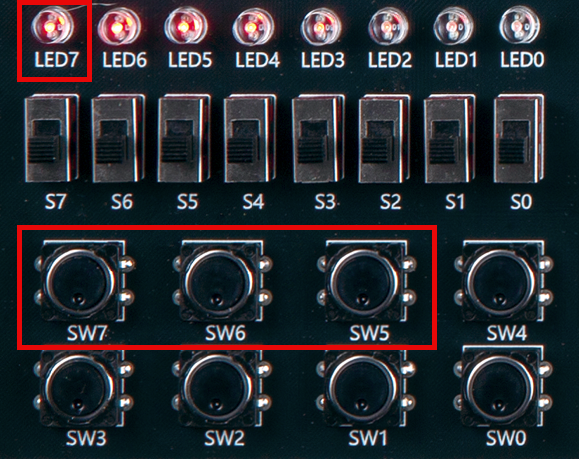 LED7 LED6 LED5 LED4 LED3 LED2 LED1 LED0
S7 S6 S5 S4 S3 S2 S1 S0
SW7 SW6 SW5 SW4
SW3 SW2 SW1 SW0